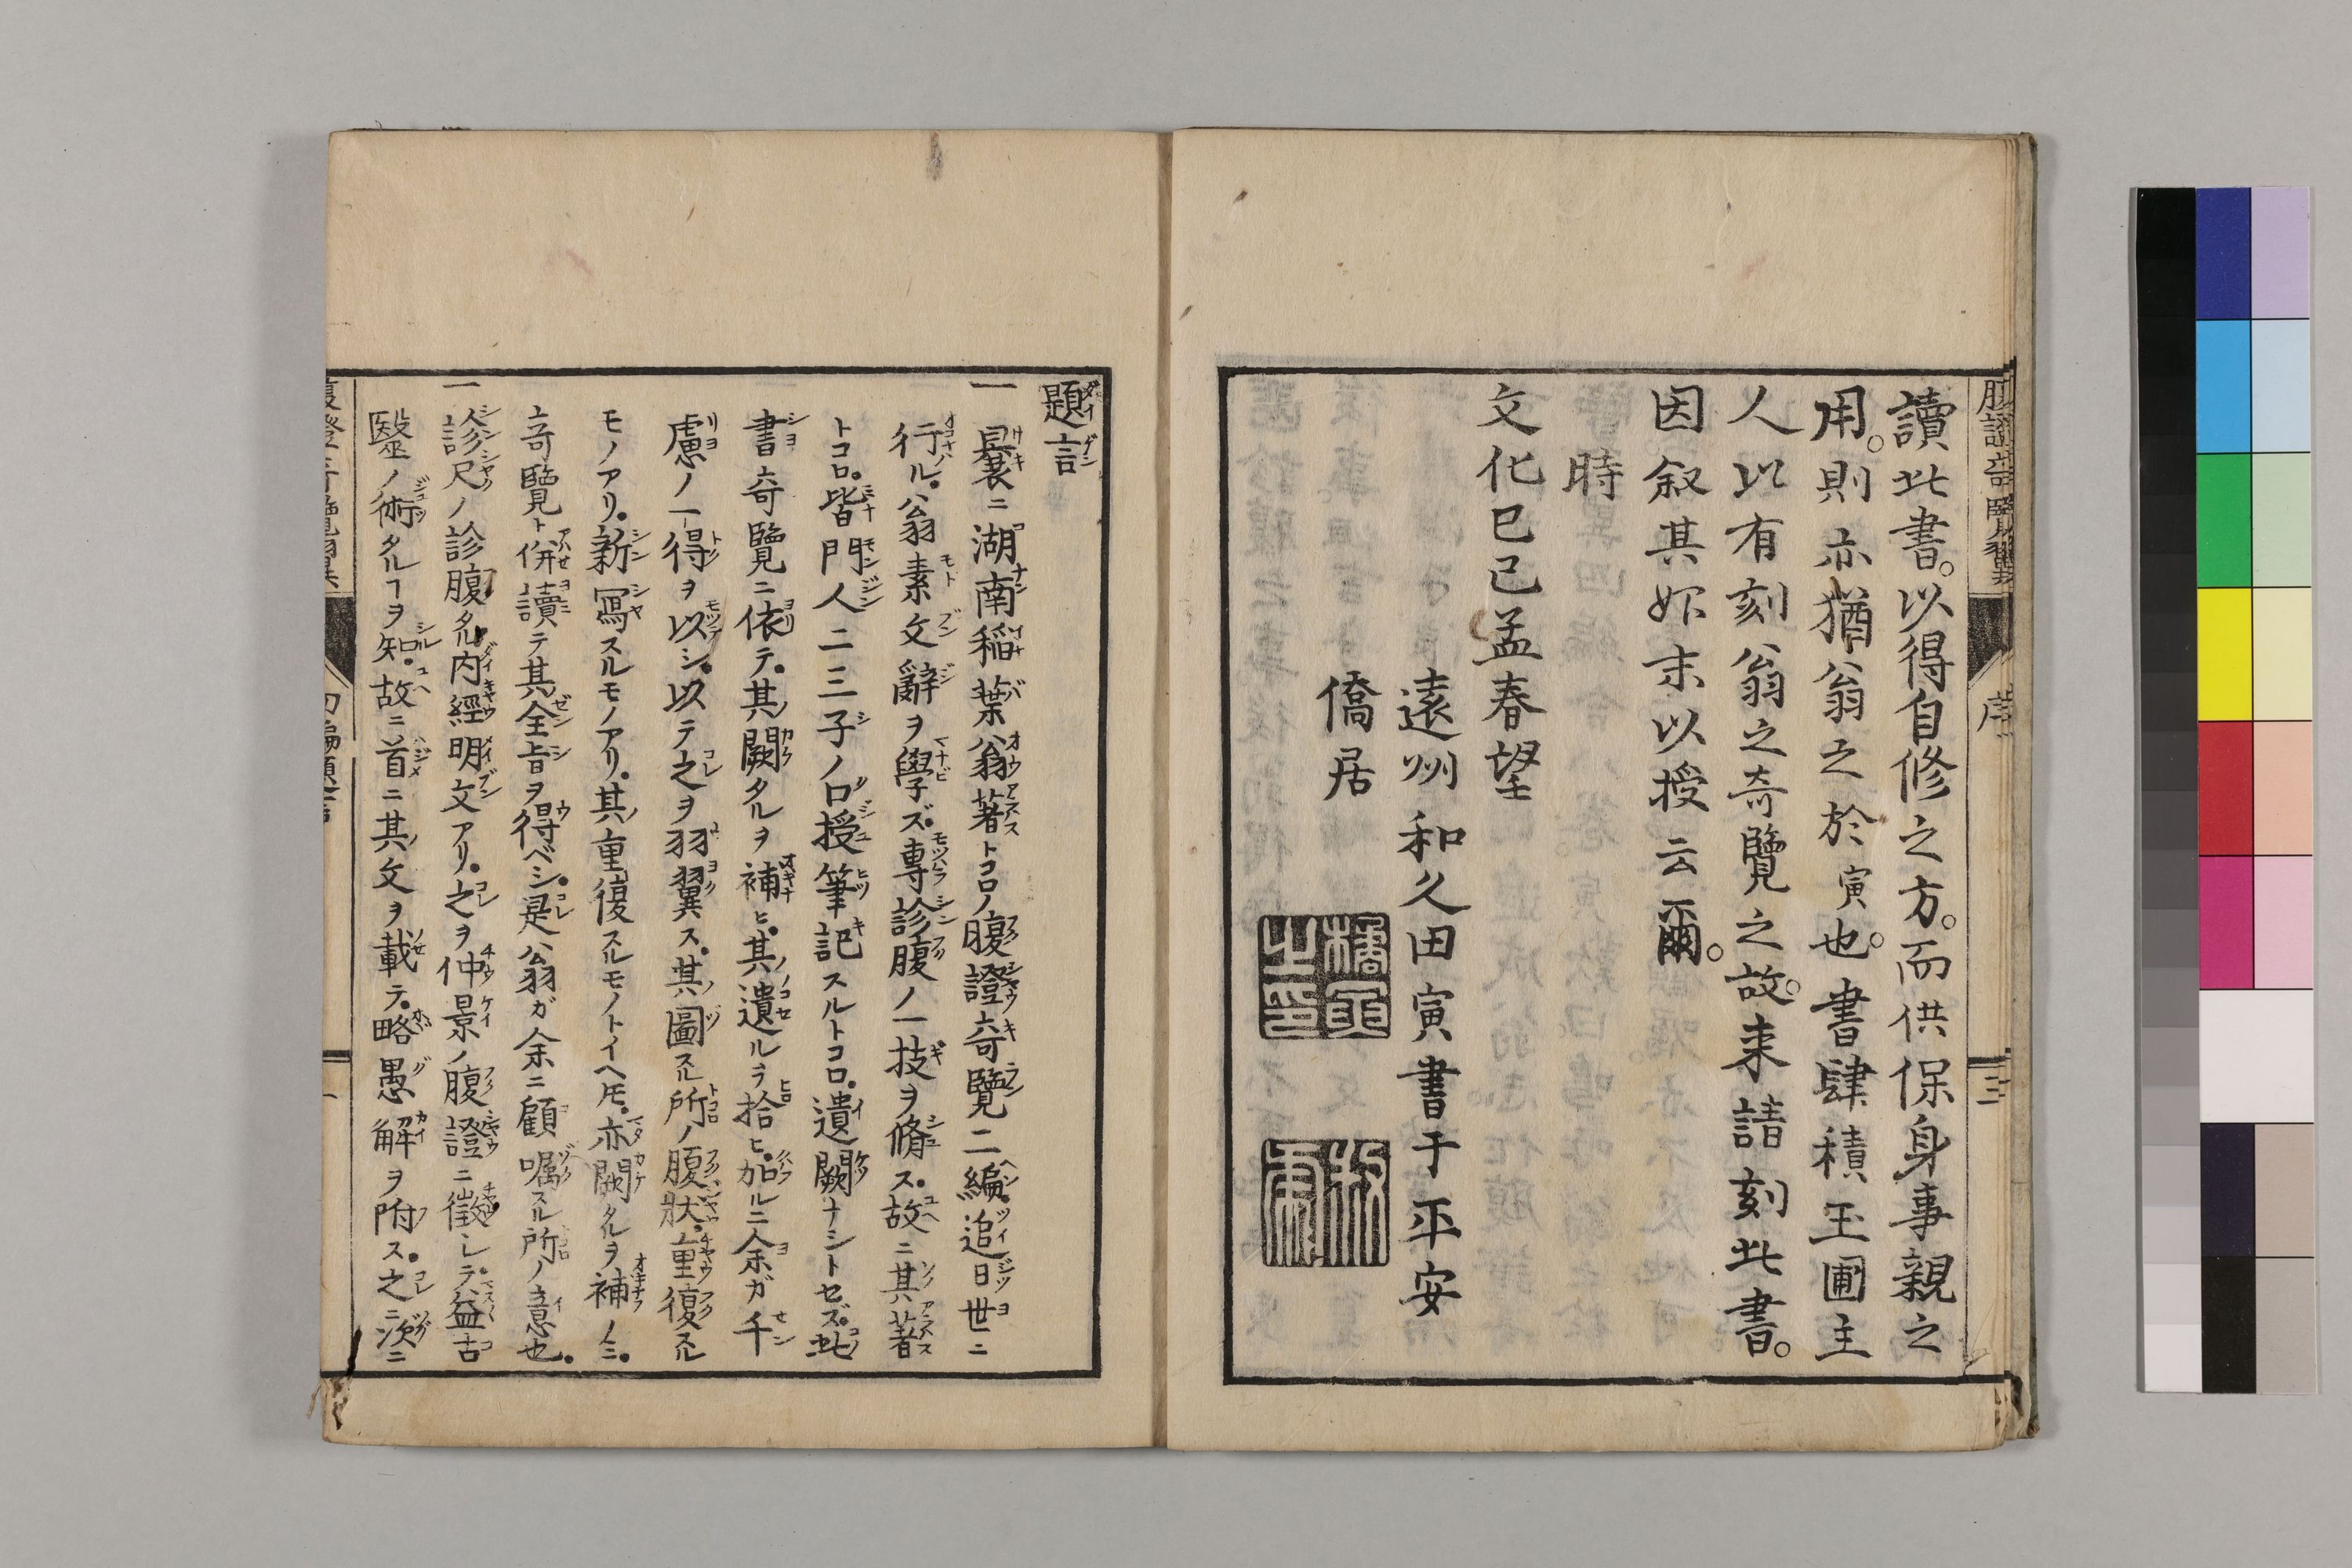 讀此書。以得自修之方。而供保身事親之
用。則亦猶翁之於寅也。書肆積玉圃主
人以有刻翁之奇覽之故。来請刻此書。
因叙其姒末以授云爾。
時
文化己巳孟春望
遠州和久田寅書于平安
僑居
題言
一曩ニ湖南稲葉翁著トコロノ腹證奇覽二編追日世ニ
行ル。翁素文辭ヲ學ズ。專診腹ノ一技ヲ脩ス。故ニ其著
トコロ。皆門人二三子ノ口授筆記スルトコロ。遺闕ナシトセズ。此
書奇覽ニ依テ。其闕タルヲ補ヒ。其遺ルヲ拾ヒ。加ルニ余ガ千
慮ノ一得ヲ以シ。以テ之ヲ羽翼ス。其圖スル所ノ腹狀。重復スル
モノアリ。新寫スルモノアリ。其重復スルモノトイヘ𪜈。亦闕タルヲ補ノミ。
奇覽ト併讀テ其全旨ヲ得ベシ。是翁ガ余ニ顧嘱スル所ノ意也。
一診尺ノ診腹タル。内經明文アリ。之ヲ仲景ノ腹證ニ徴シテ。益古
毉ノ術タルヿヲ知。故ニ首ニ其文ヲ載テ。略愚解ヲ附ス。之ニ次ニ